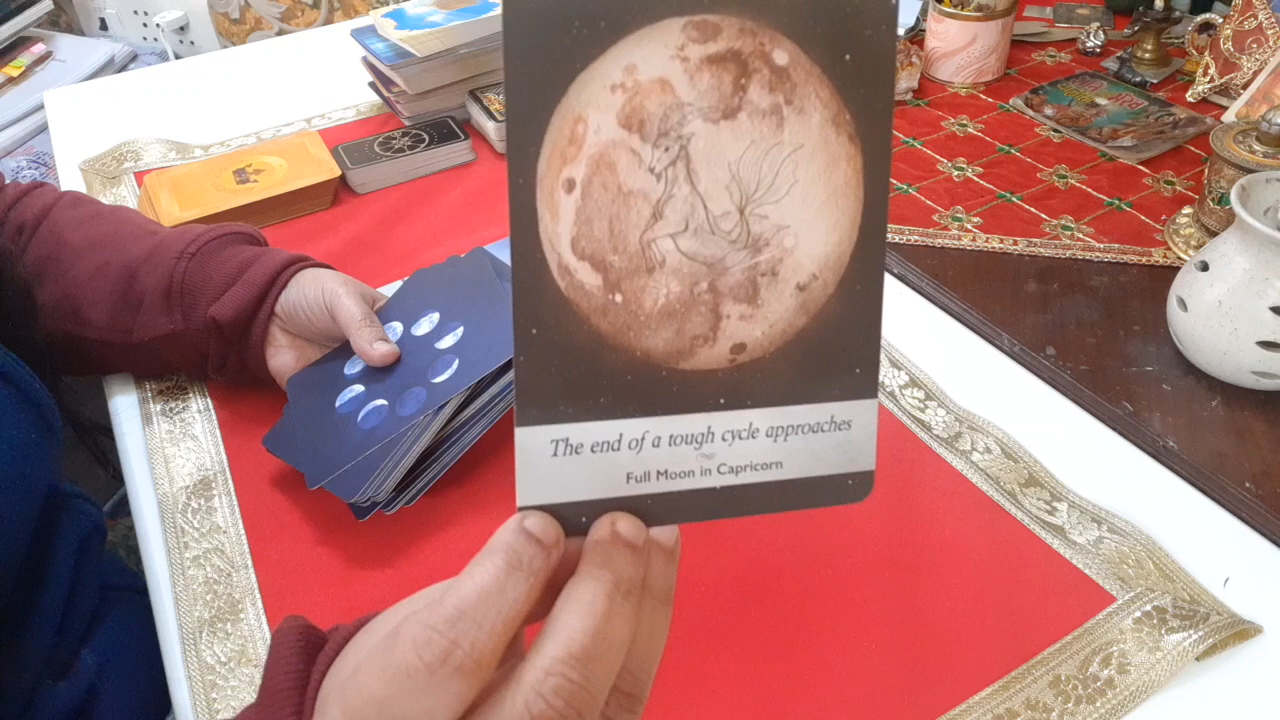 The end of a tough cycle approaches
Full Moon in Capricorn